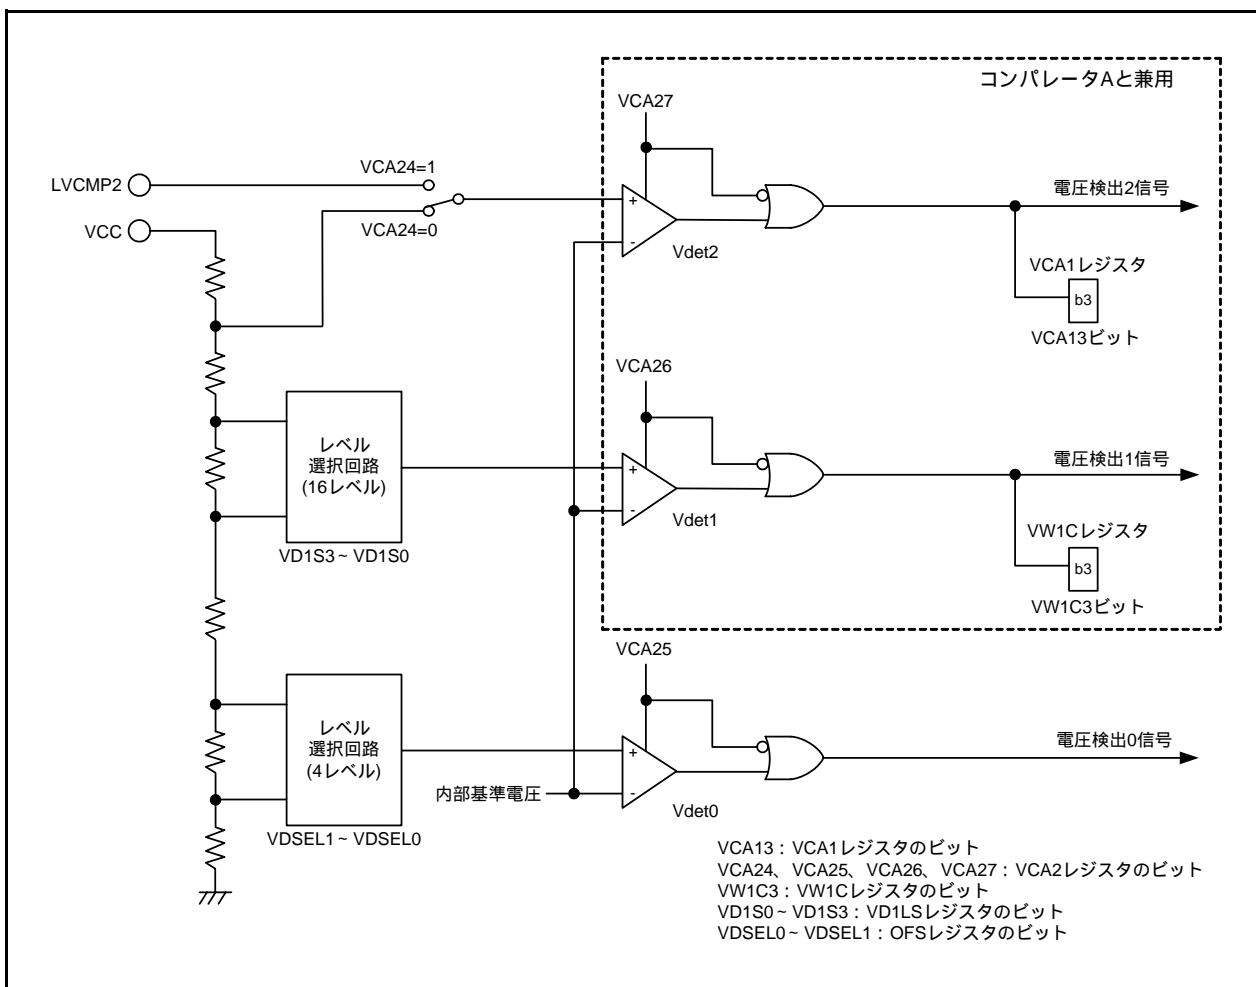 コンパレータAと兼用
VCA27
VCA24=1
LVCMP2
VCC
VCA24=0
+
-
Vdet2
電圧検出2信号
VCA1レジスタ
b3
VCA13ビット
VCA26
レベル
選択回路
(16レベル)
VD1S3~VD1S0
+
-
Vdet1
電圧検出1信号
VW1Cレジスタ
b3
VW1C3ビット
VCA25
レベル
選択回路
(4レベル)
VDSEL1~VDSEL0
内部基準電圧
+
-
Vdet0
電圧検出0信号
VCA13：VCA1レジスタのビット
VCA24、VCA25、VCA26、VCA27：VCA2レジスタのビット
VW1C3：VW1Cレジスタのビット
VD1S0~VD1S3：VD1LSレジスタのビット
VDSEL0~VDSEL1：OFSレジスタのビット